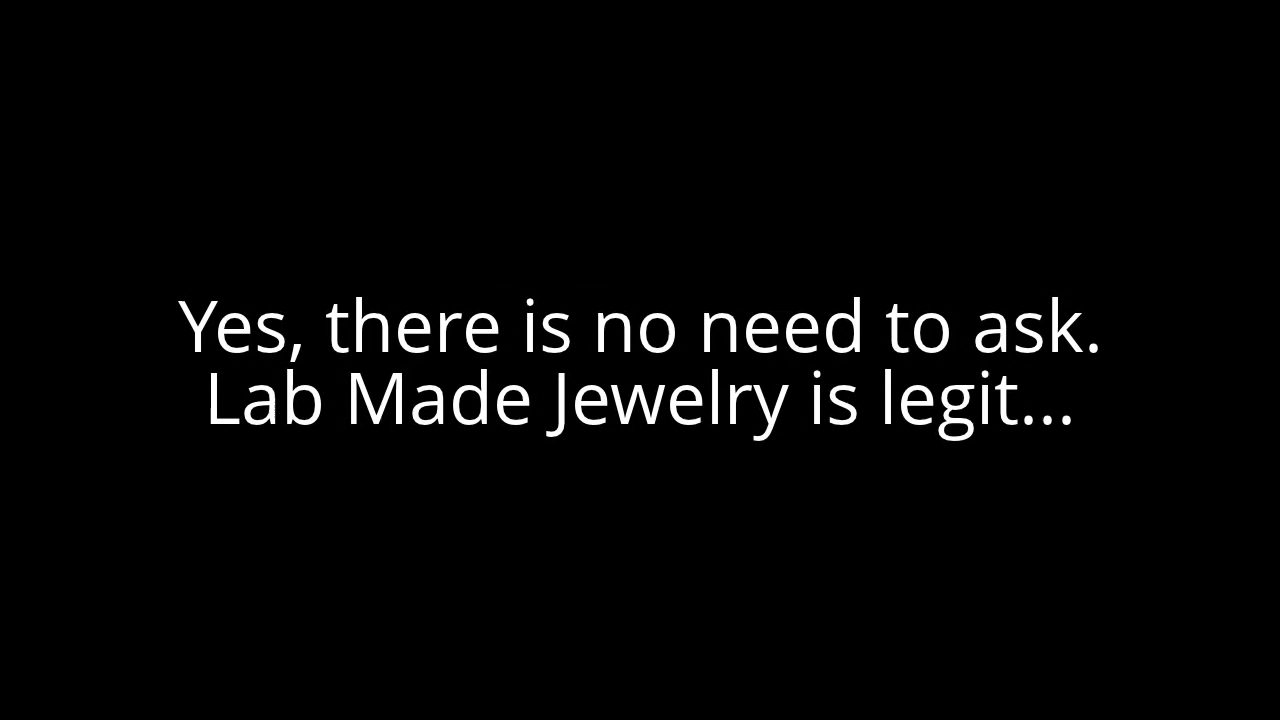 Yes, there is no need to ask.
Lab Made Jewelry is legit...